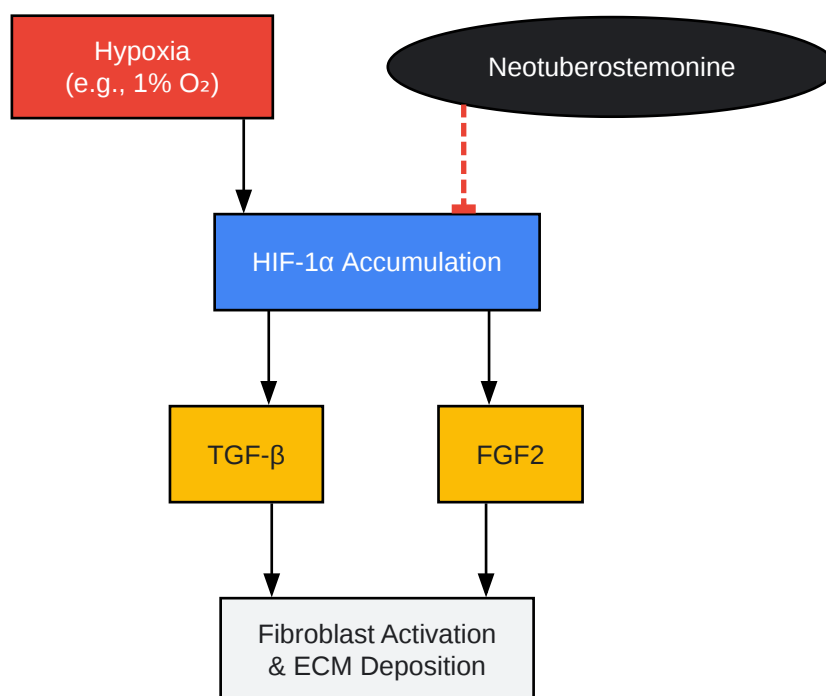 Hypoxia
(e.g., 1% O₂)
Neotuberostemonine
HIF-1α Accumulation
TGF-β
FGF2
Fibroblast Activation
& ECM Deposition